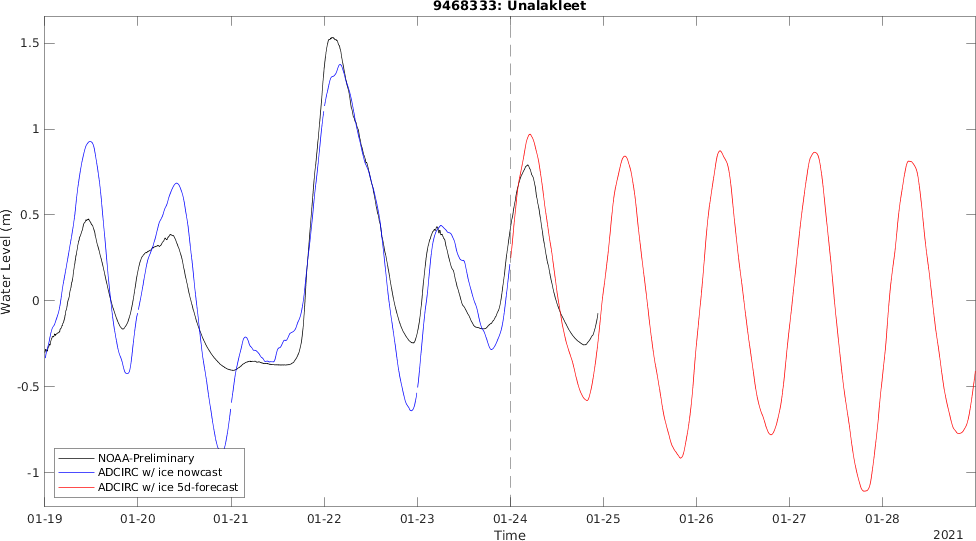 9468333: Unalakleet
Water Level (m)
1.5
1
0.5
0
-0.5
-1
NOAA-Preliminary
ADCIRC w/ ice nowcast
ADCIRC w/ ice 5d-forecast
01-19 01-20 01-21 01-22 01-23 01-24 01-25 01-26 01-27 01-28
Time
2021